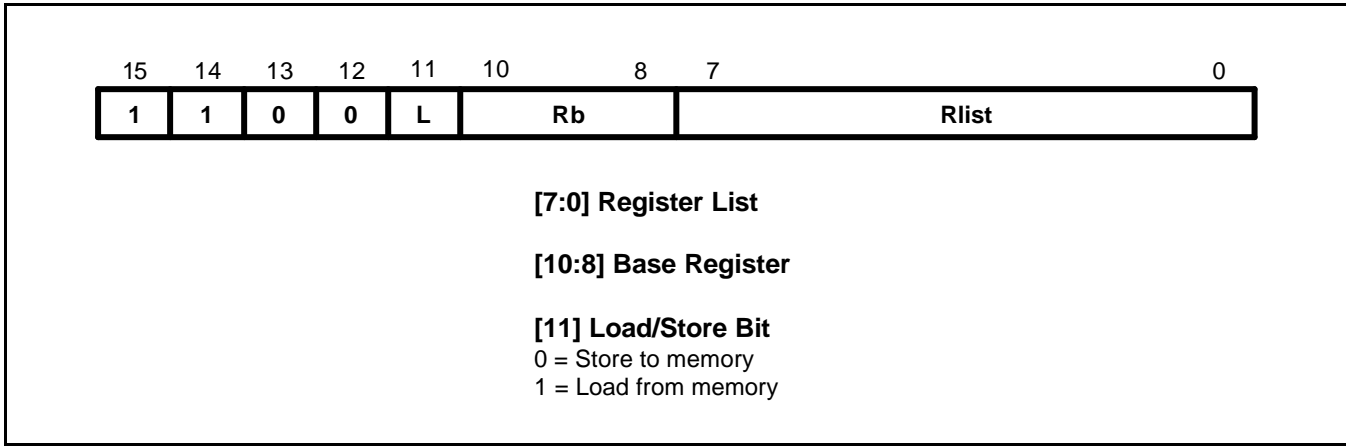 15 14 13 12 11 10 8 7 0
1 1 0 0 L Rb Rlist
[7:0] Register List
[10:8] Base Register
[11] Load/Store Bit
0 = Store to memory
1 = Load from memory